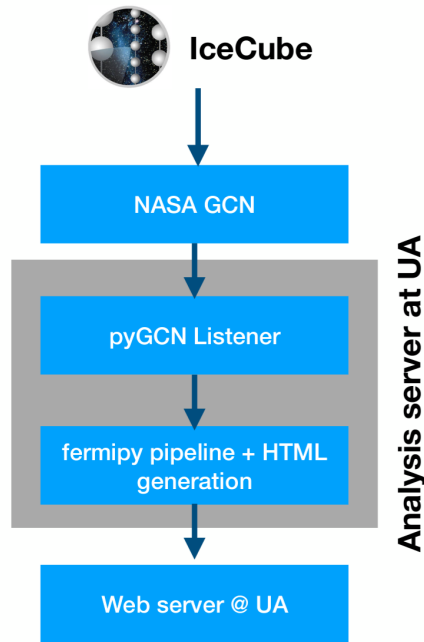 IceCube
NASA GCN
pyGCN Listener
fermipy pipeline + HTML
generation
Web server @ UA
Analysis server at UA